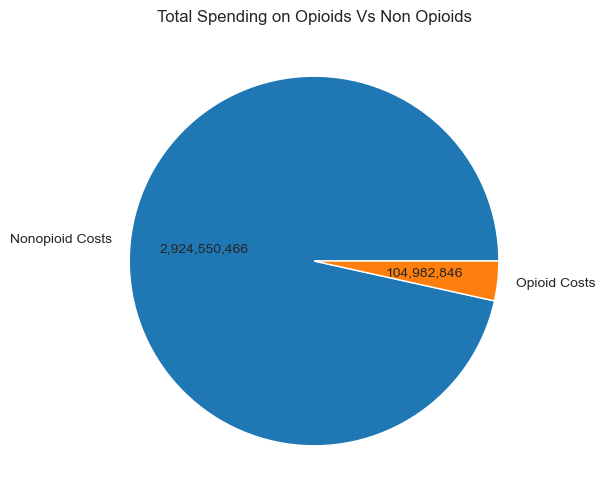 Total Spending on Opioids Vs Non Opioids
Nonopioid Costs
2,924,550,466
104,982,846
Opioid Costs